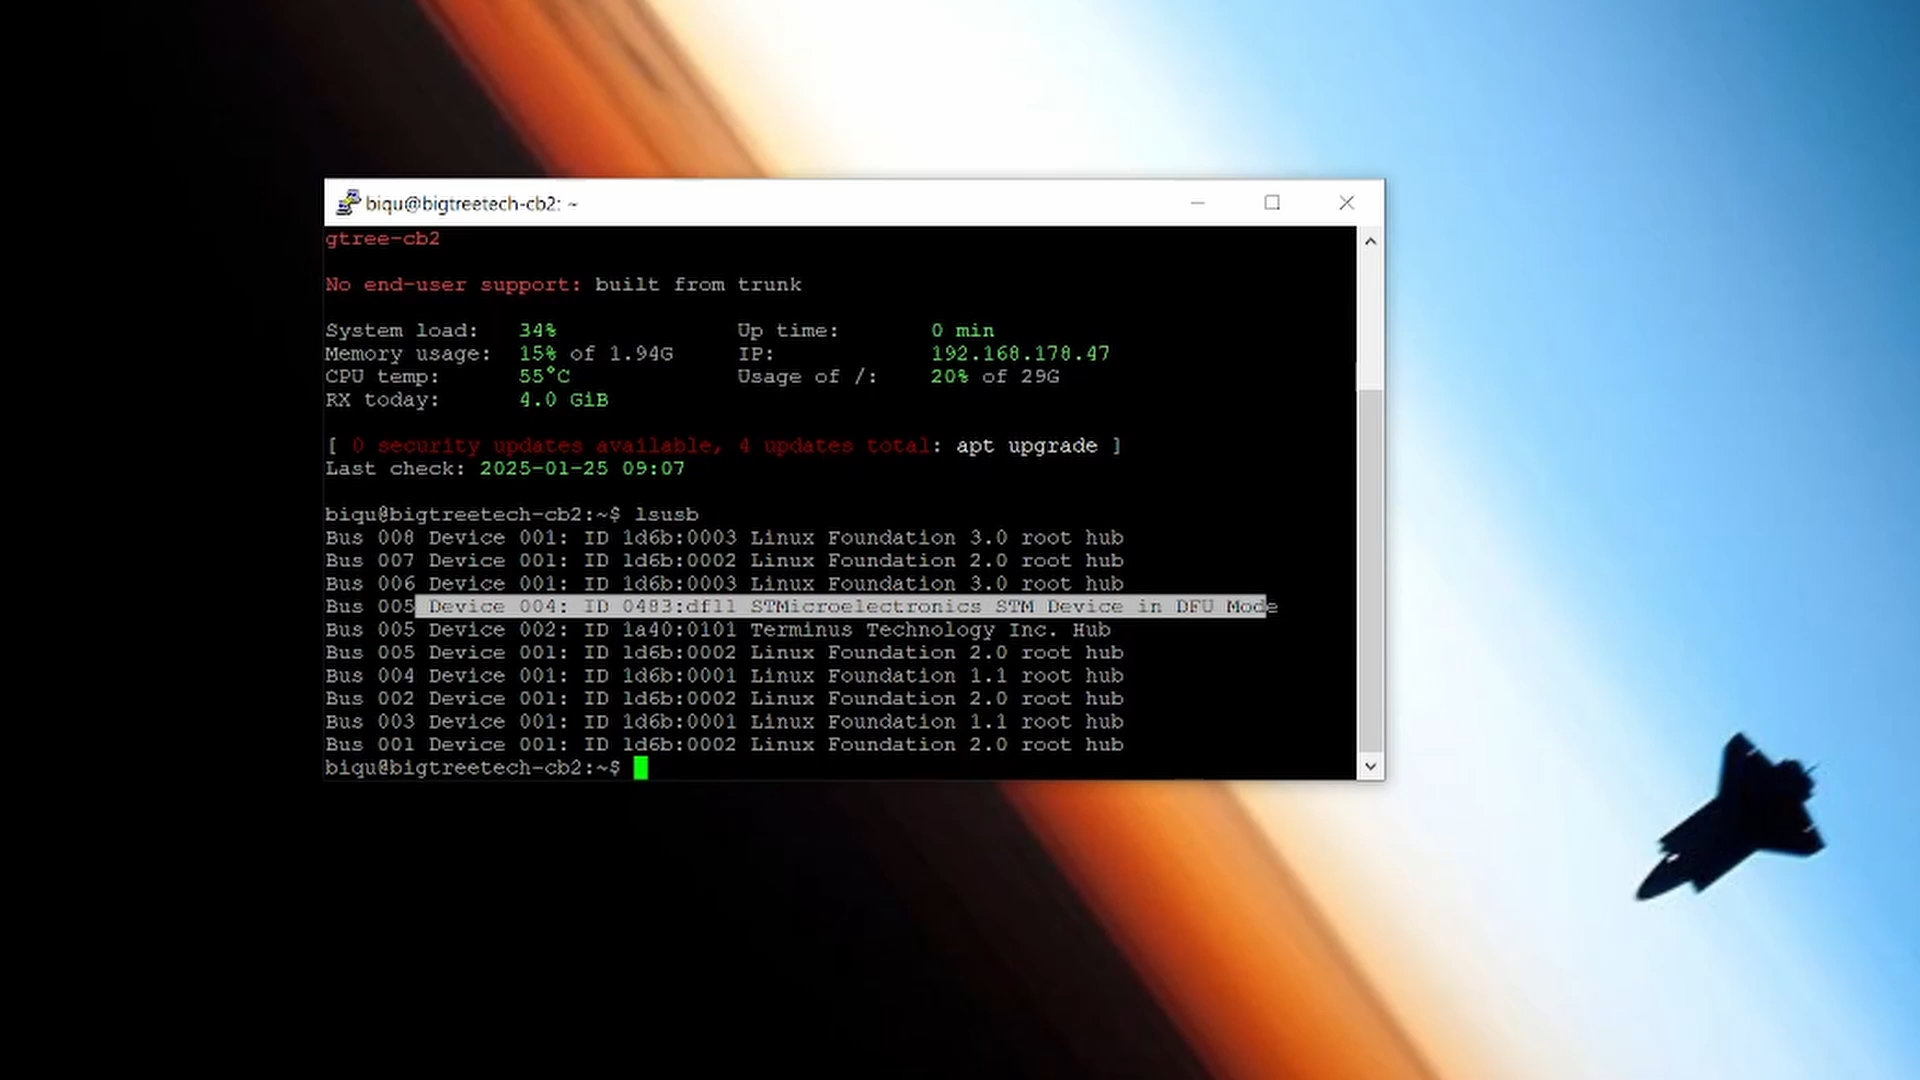 biqu@bigtreetech-cb2: ~
gtree-cb2
No end-user support: built from trunk
System load: 34% Up time: 0 min
Memory usage: 15% of 1.94G IP: 192.168.178.47
CPU temp: 55°C Usage of /: 20% of 29G
RX today: 4.0 GiB
[ 0 security updates available, 4 updates total: apt upgrade ]
Last check: 2025-01-25 09:07
biqu@bigtreetech-cb2:~$ lsusb
Bus 008 Device 001: ID 1d6b:0003 Linux Foundation 3.0 root hub
Bus 007 Device 001: ID 1d6b:0002 Linux Foundation 2.0 root hub
Bus 006 Device 001: ID 1d6b:0003 Linux Foundation 3.0 root hub
Bus 005 Device 004: ID 0483:df11 STMicroelectronics STM Device in DFU Mode
Bus 005 Device 002: ID 1a40:0101 Terminus Technology Inc. Hub
Bus 005 Device 001: ID 1d6b:0002 Linux Foundation 2.0 root hub
Bus 004 Device 001: ID 1d6b:0001 Linux Foundation 1.1 root hub
Bus 002 Device 001: ID 1d6b:0002 Linux Foundation 2.0 root hub
Bus 003 Device 001: ID 1d6b:0001 Linux Foundation 1.1 root hub
Bus 001 Device 001: ID 1d6b:0002 Linux Foundation 2.0 root hub
biqu@bigtreetech-cb2:~$